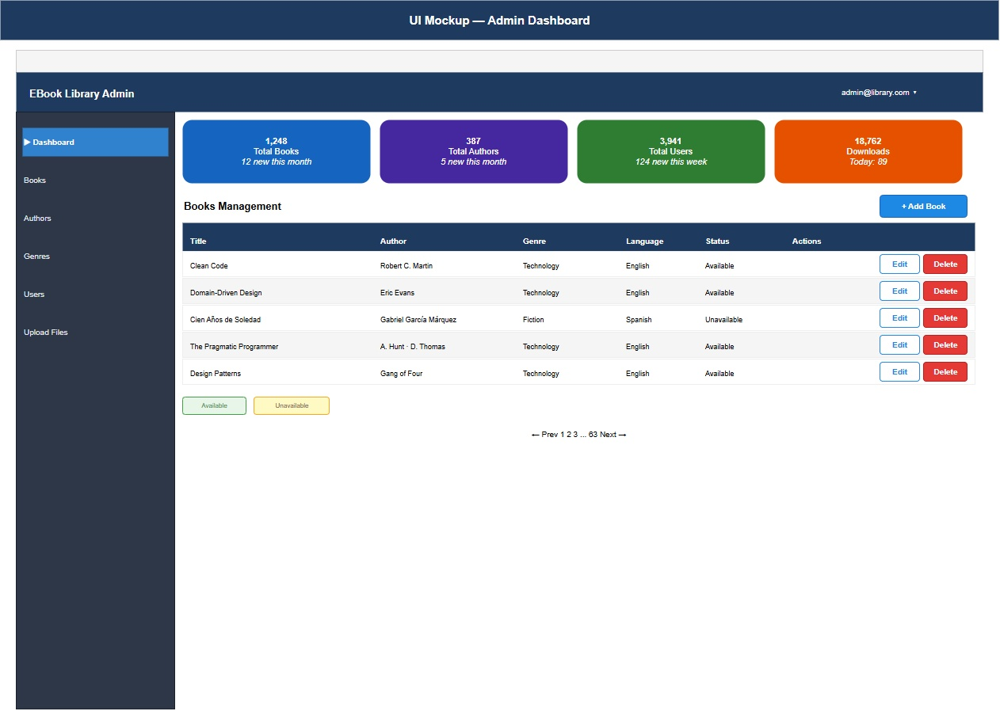 UI Mockup — Admin Dashboard
EBook Library Admin
admin@library.com ▼
▶ Dashboard
Books
Authors
Genres
Users
Upload Files
1,248
Total Books
12 new this month
387
Total Authors
5 new this month
3,941
Total Users
124 new this week
18,762
Downloads
Today: 89
Books Management
+ Add Book
Title Author Genre Language Status Actions
Clean Code Robert C. Martin Technology English Available Edit Delete
Domain-Driven Design Eric Evans Technology English Available Edit Delete
Cien Años de Soledad Gabriel García Márquez Fiction Spanish Unavailable Edit Delete
The Pragmatic Programmer A. Hunt · D. Thomas Technology English Available Edit Delete
Design Patterns Gang of Four Technology English Available Edit Delete
Available Unavailable
← Prev 1 2 3 ... 63 Next →